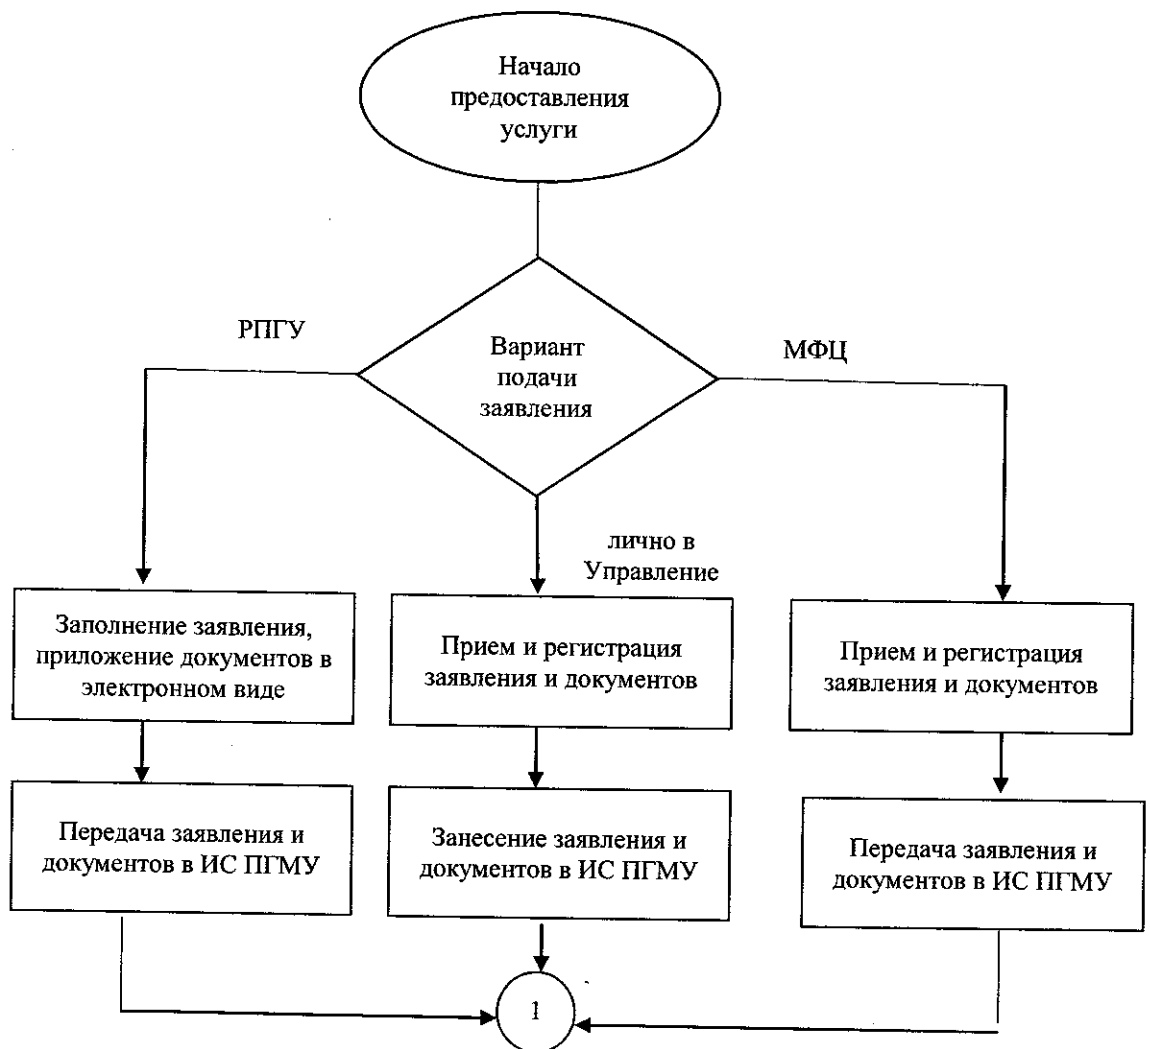 Начало
предоставления
услуги
РПГУ
Вариант
подачи
заявления
МФЦ
лично в
Управление
Заполнение заявления,
приложение документов в
электронном виде
Прием и регистрация
заявления и документов
Прием и регистрация
заявления и документов
Передача заявления и
документов в ИС ПГМУ
Занесение заявления и
документов в ИС ПГМУ
Передача заявления и
документов в ИС ПГМУ
1